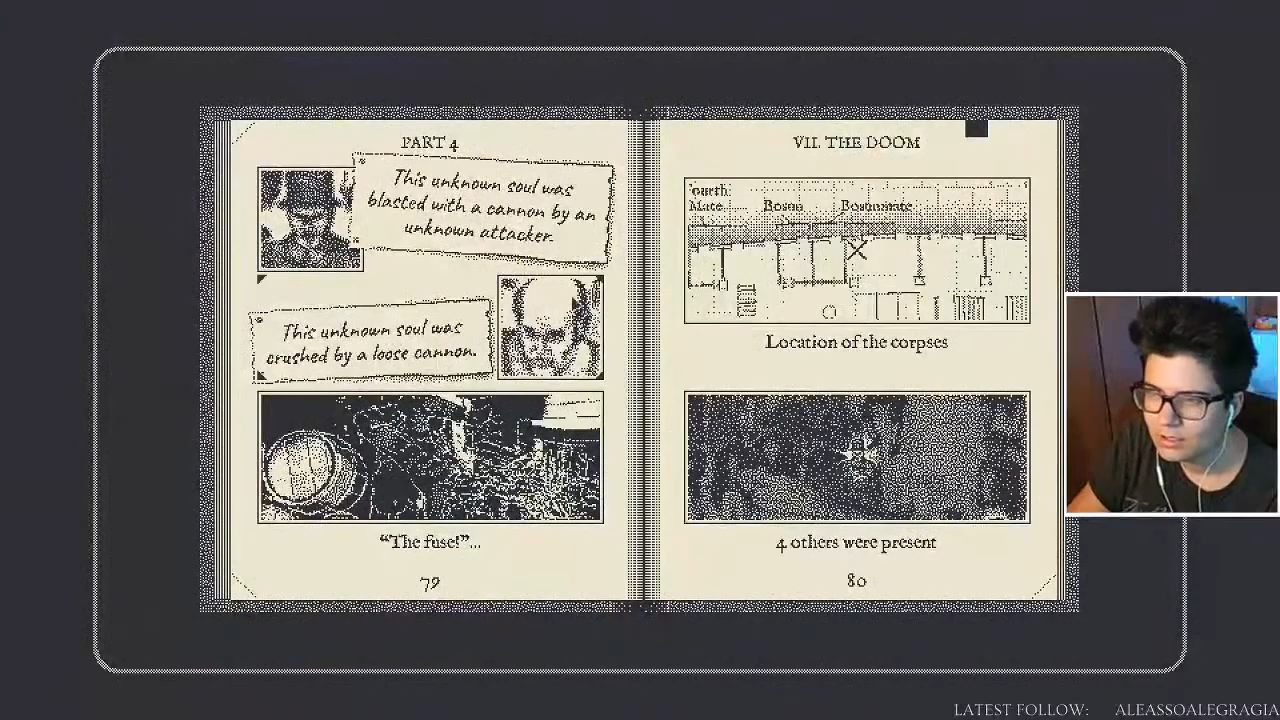 PART 4
This unknown soul was
blasted with a cannon by an
unknown attacker.
This unknown soul was
crushed by a loose cannon.
“The fuse!”...
79
VII. THE DOOM
Mate
Bosun
Location of the corpses
4 others were present
80
LATEST FOLLOW: ALEASSOALEGRAGIA